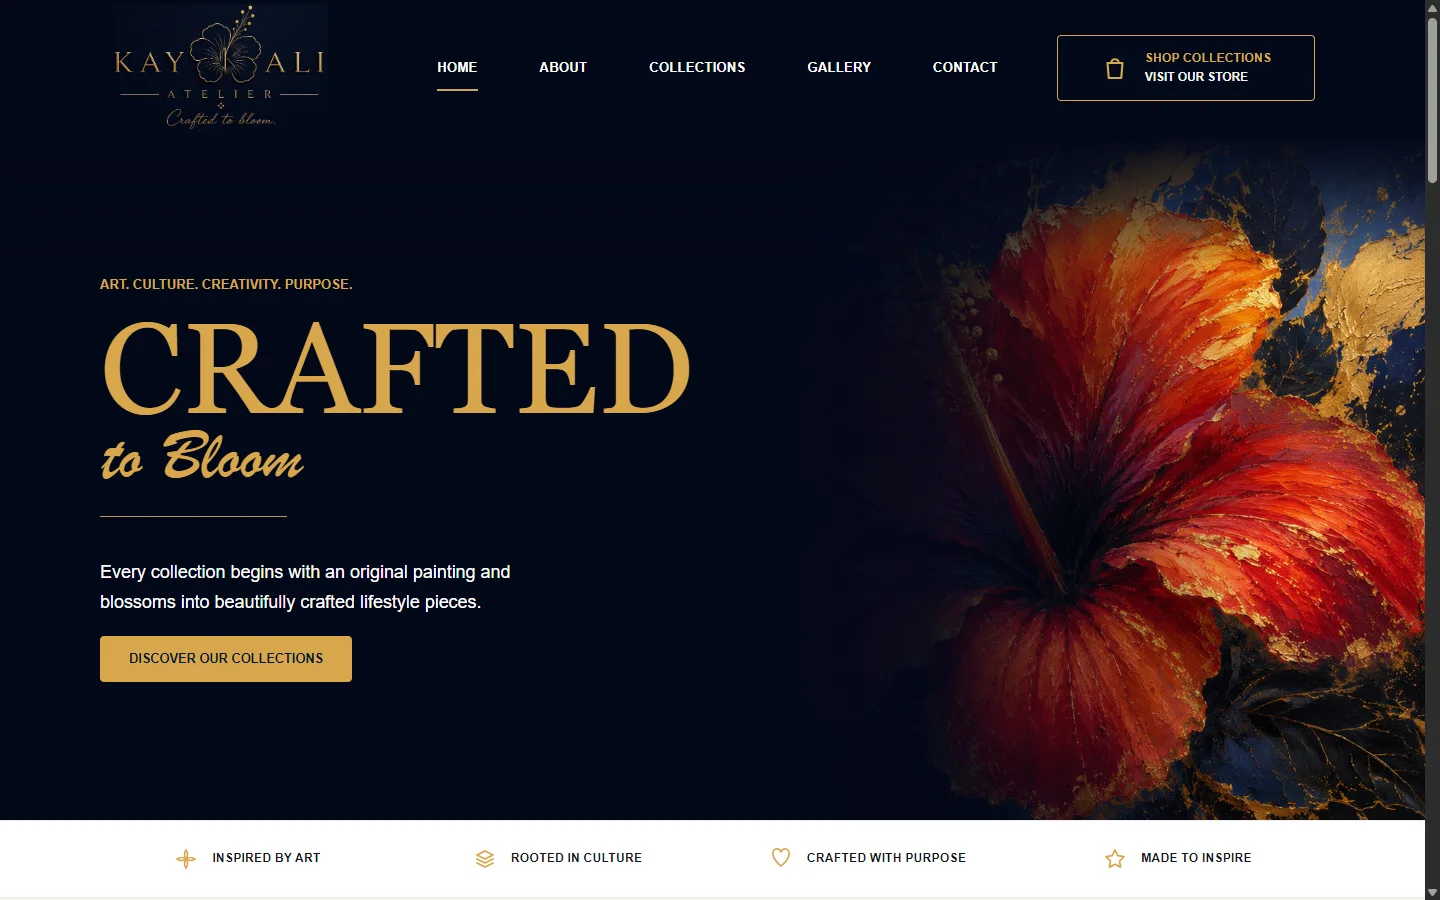 KAY ALI
ATELIER
Crafted to bloom.
HOME
ABOUT
COLLECTIONS
GALLERY
CONTACT
SHOP COLLECTIONS
VISIT OUR STORE
ART. CULTURE. CREATIVITY. PURPOSE.
CRAFTED
to Bloom
Every collection begins with an original painting and
blossoms into beautifully crafted lifestyle pieces.
DISCOVER OUR COLLECTIONS
INSPIRED BY ART
ROOTED IN CULTURE
CRAFTED WITH PURPOSE
MADE TO INSPIRE